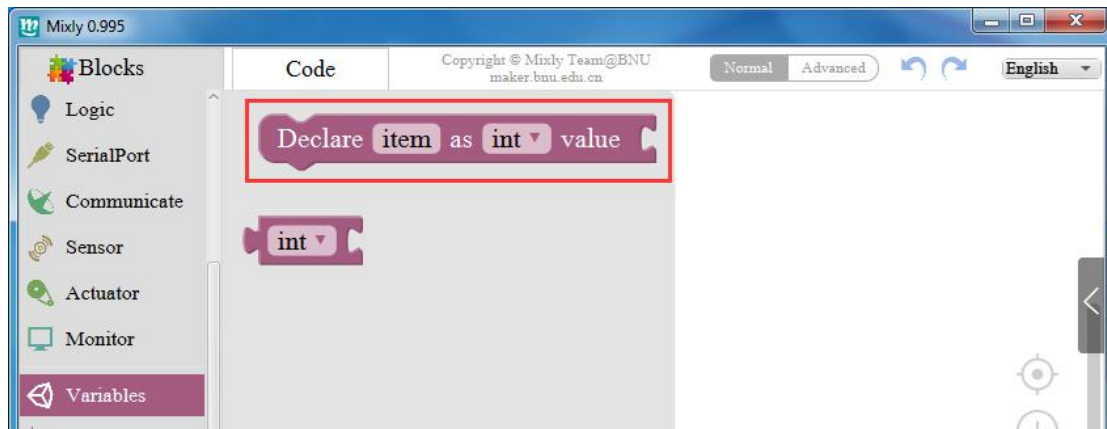 Mixly 0.995
Blocks
Code
Copyright © Mixly Team@BNU
maker.bnu.edu.cn
Normal Advanced
English
Logic
Declare item as int value
SerialPort
Communicate
Sensor
int
Actuator
Monitor
Variables